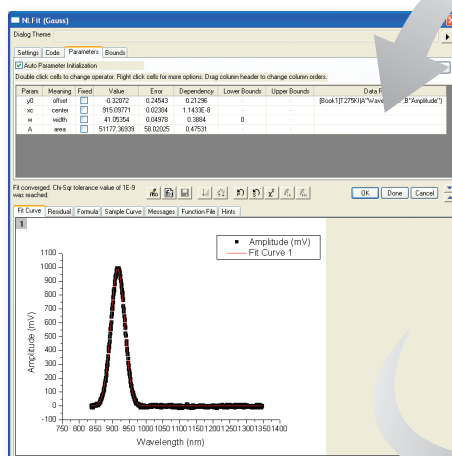 NLFit (Gauss)
Dialog Theme
Settings Code Parameters Bounds
Auto Parameter Initialization
Double click cells to change operator. Right click cells for more options. Drag column header to change column orders.
Param Meaning Fixed Value Error Dependency Lower Bounds Upper Bounds
y0 offset -0.32072 0.24543 0.21296
xc center 915.09771 0.02384 1.1433E-8
w width 41.05354 0.04978 0.3884 0
A area 51177.36939 58.02025 0.47531
Fit converged. Chi-Sqr tolerance value of 1E-9
was reached.
OK Done Cancel
Fit Curve Residual Formula Sample Curve Messages Function File Hints
1
Amplitude (mV)
Fit Curve 1
1100
1000
900
800
700
600
500
400
300
200
100
0
-100
Amplitude (mV)
750 800 850 900 950 1000 1050 1100 1150 1200 1250 1300 1350 1400
Wavelength (nm)